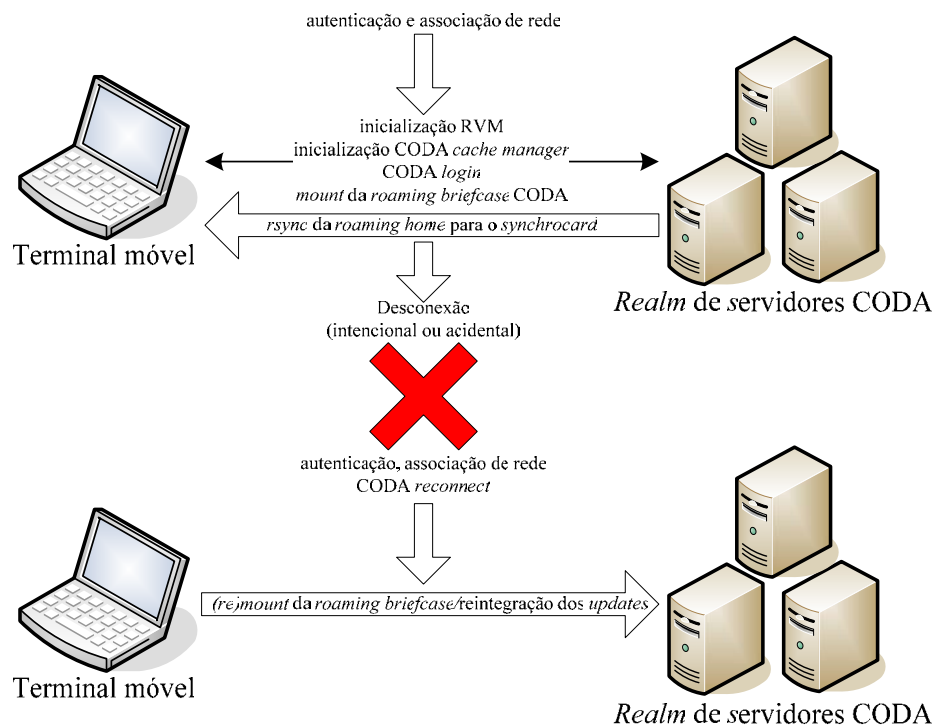 autenticação e associação de rede
inicialização RVM
inicialização CODA cache manager
CODA login
mount da roaming briefcase CODA
rsync da roaming home para o synchrocard
Terminal móvel
Realm de servidores CODA
Desconexão
(intencional ou acidental)
autenticação, associação de rede
CODA reconnect
(re)mount da roaming briefcase/reintegração dos updates
Terminal móvel
Realm de servidores CODA